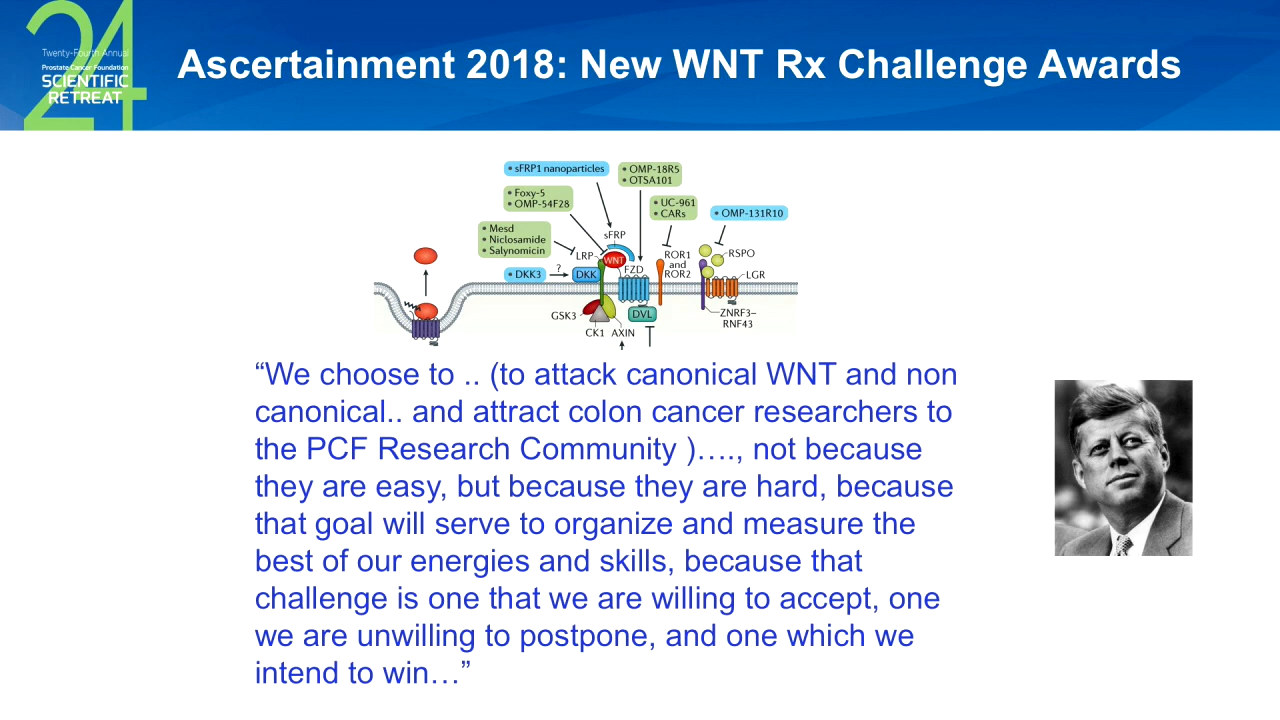 24
Twenty-Fourth Annual
Prostate Cancer Foundation
SCIENTIFIC
RETREAT
Ascertainment 2018: New WNT Rx Challenge Awards
• sFRP1 nanoparticles
• OMP-18R5
• OTSA101
• Foxy-5
• OMP-54F28
• UC-961
• CARs
• OMP-131R10
• Mesd
• Niclosamide
• Salynomicin
sFRP
LRP
WNT
ROR1
and
ROR2
RSPO
• DKK3
?
DKK
FZD
LGR
GSK3
DVL
ZNRF3–
RNF43
CK1
AXIN
“We choose to .. (to attack canonical WNT and non
canonical.. and attract colon cancer researchers to
the PCF Research Community )…., not because
they are easy, but because they are hard, because
that goal will serve to organize and measure the
best of our energies and skills, because that
challenge is one that we are willing to accept, one
we are unwilling to postpone, and one which we
intend to win…”